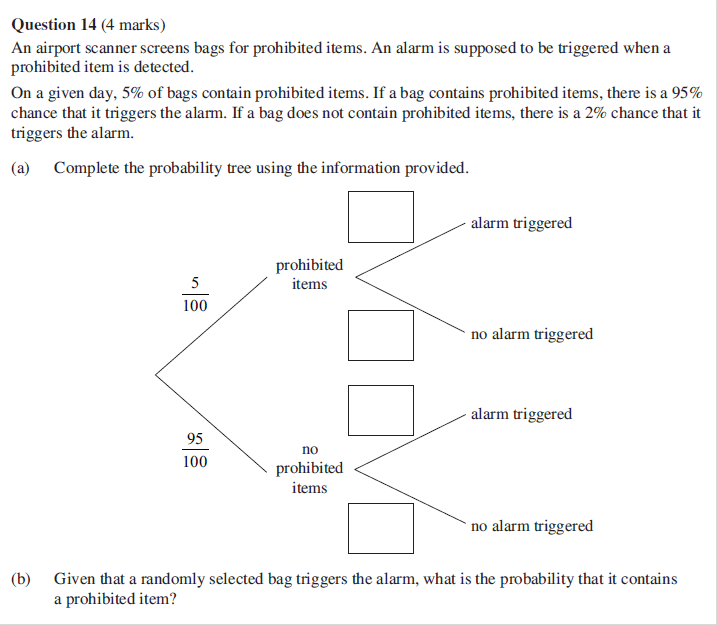 Question 14 (4 marks)
An airport scanner screens bags for prohibited items. An alarm is supposed to be triggered when a
prohibited item is detected.
On a given day, 5% of bags contain prohibited items. If a bag contains prohibited items, there is a 95%
chance that it triggers the alarm. If a bag does not contain prohibited items, there is a 2% chance that it
triggers the alarm.
(a) Complete the probability tree using the information provided.
alarm triggered
prohibited
items
5
100
no alarm triggered
alarm triggered
95
100
no
prohibited
items
no alarm triggered
(b) Given that a randomly selected bag triggers the alarm, what is the probability that it contains
a prohibited item?